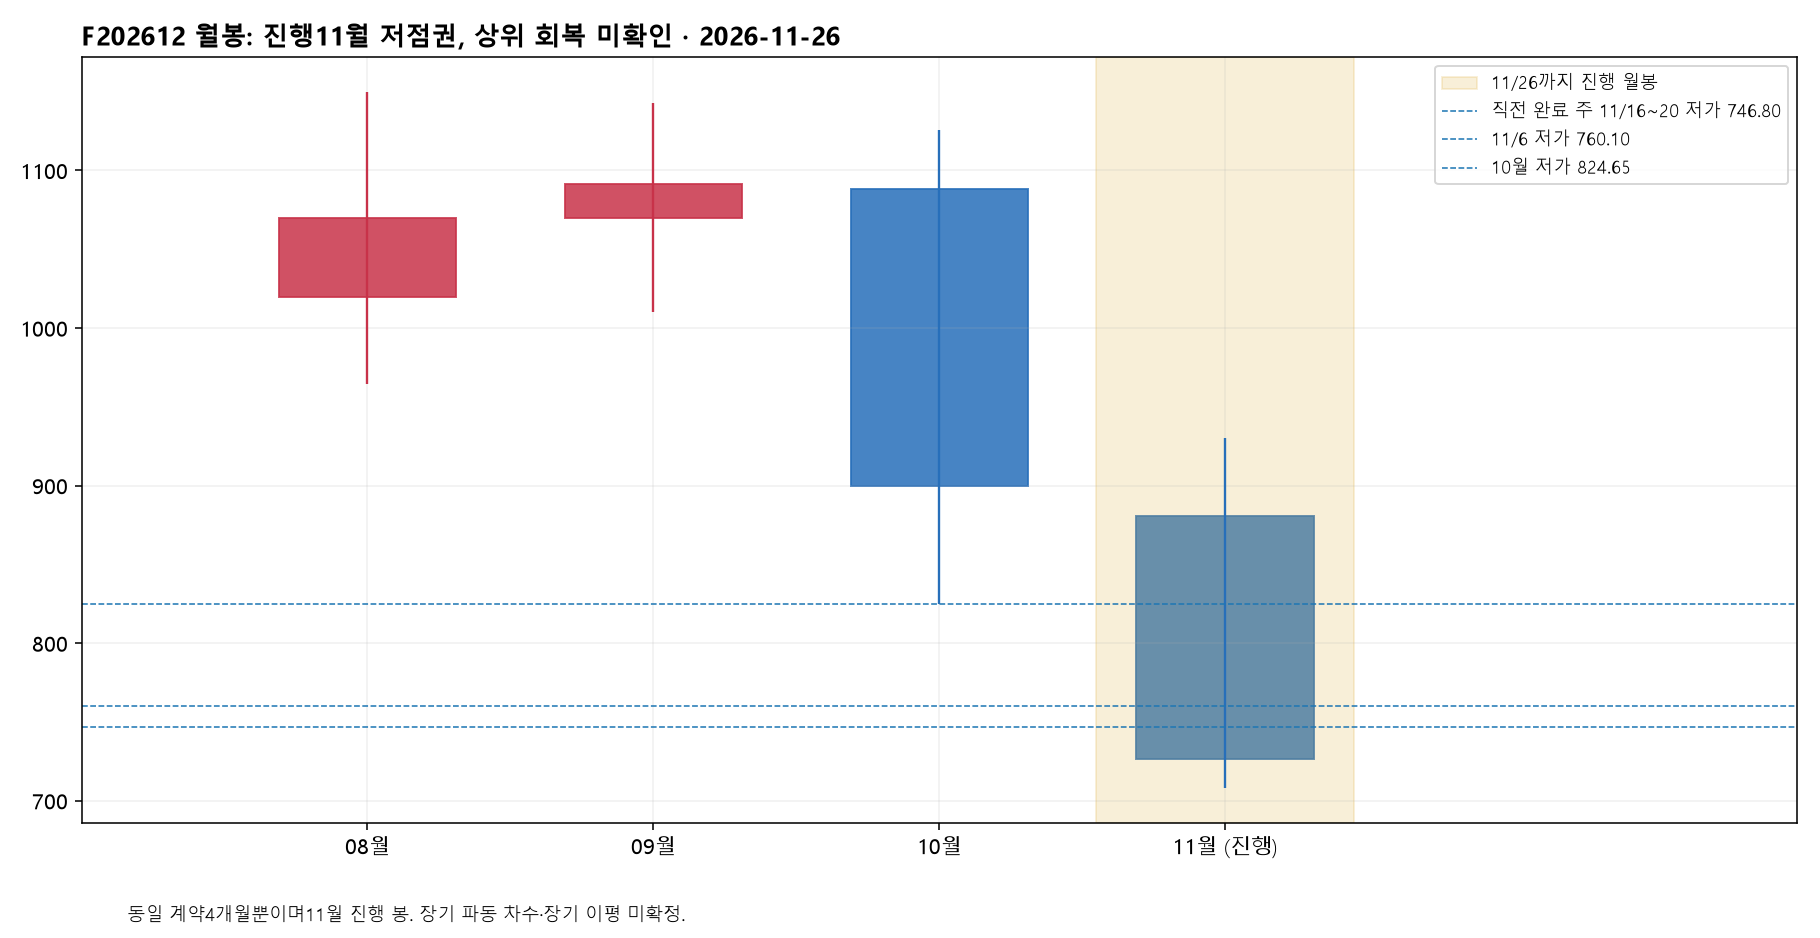 F202612 월봉: 진행11월 저점권, 상위 회복 미확인 · 2026-11-26
11/26까지 진행 월봉
직전 완료 주 11/16~20 저가 746.80
11/6 저가 760.10
10월 저가 824.65
1100
1000
900
800
700
08월
09월
10월
11월 (진행)
동일 계약4개월뿐이며11월 진행 봉. 장기 파동 차수·장기 이평 미확정.